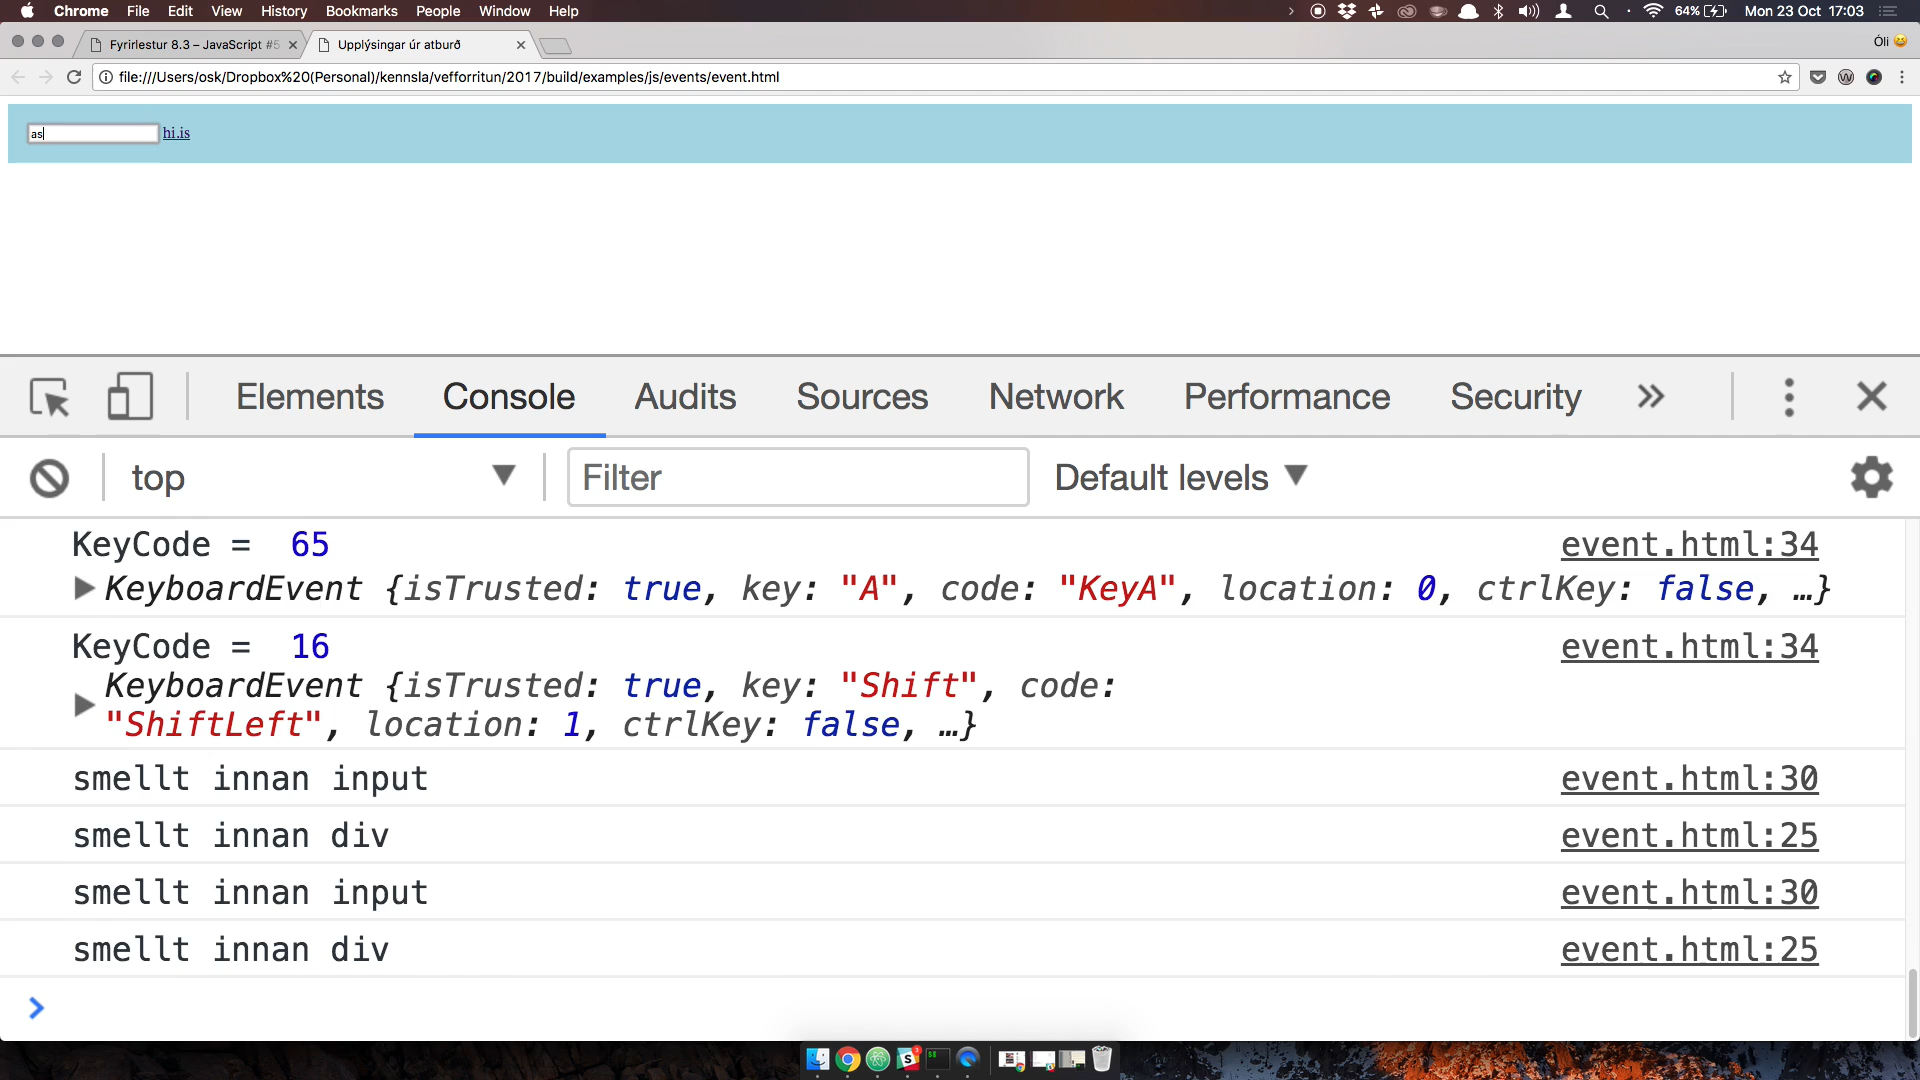 Chrome File Edit View History Bookmarks People Window Help 64% Mon 23 Oct 17:03
Fyrirlestur 8.3 – JavaScript #5 Upplýsingar úr atburð Óli
file:///Users/osk/Dropbox%20(Personal)/kennsla/vefforritun/2017/build/examples/js/events/event.html
as hi.is
Elements Console Audits Sources Network Performance Security
top Filter Default levels
KeyCode = 65 event.html:34
KeyboardEvent {isTrusted: true, key: "A", code: "KeyA", location: 0, ctrlKey: false, …}
KeyCode = 16 event.html:34
KeyboardEvent {isTrusted: true, key: "Shift", code:
"ShiftLeft", location: 1, ctrlKey: false, …}
smellt innan input event.html:30
smellt innan div event.html:25
smellt innan input event.html:30
smellt innan div event.html:25